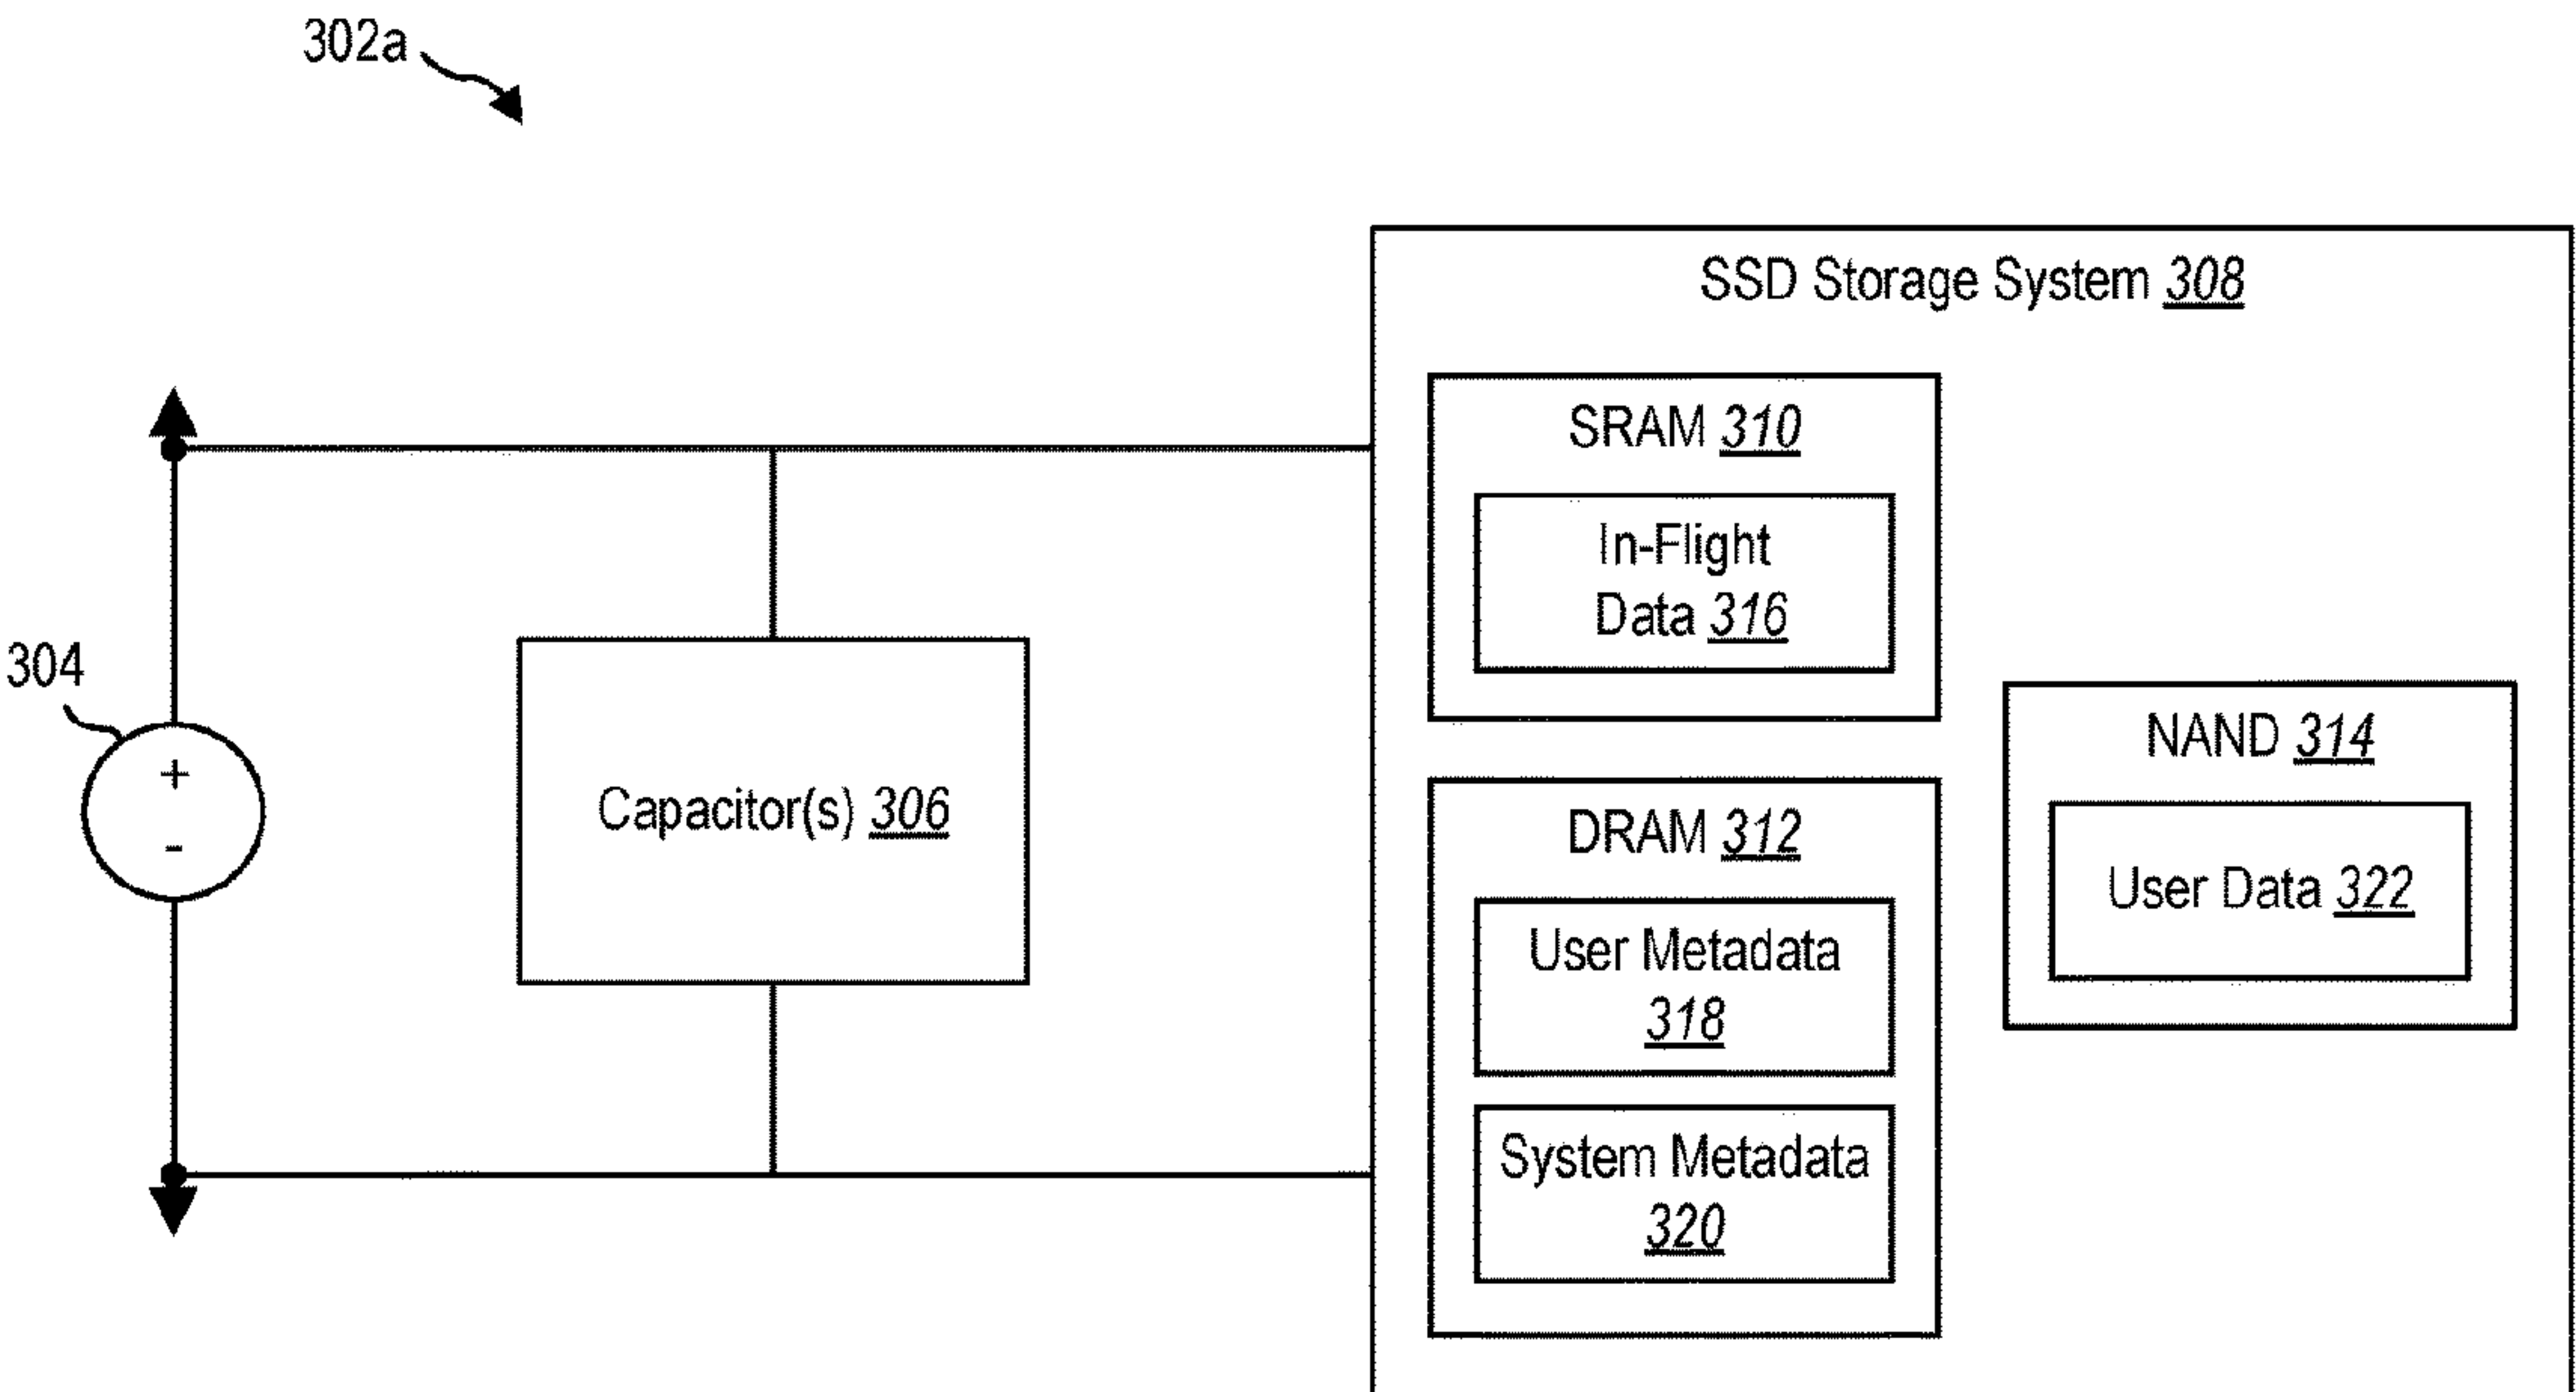 302a
SSD Storage System 308
SRAM 310
In-Flight
Data 316
304
+
-
Capacitor(s) 306
NAND 314
User Data 322
DRAM 312
User Metadata
318
System Metadata
320